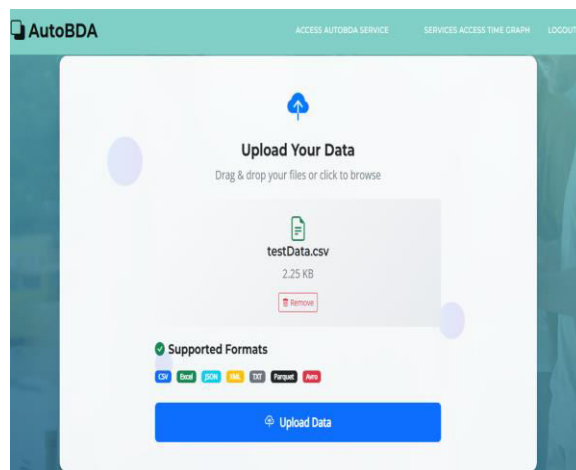 AutoBDA
ACCESS AUTOBDA SERVICE
SERVICES ACCESS TIME GRAPH
LOGOUT
Upload Your Data
Drag & drop your files or click to browse
testData.csv
2.25 KB
Remove
Supported Formats
CSV Excel JSON XML TXT Parquet Avro
Upload Data